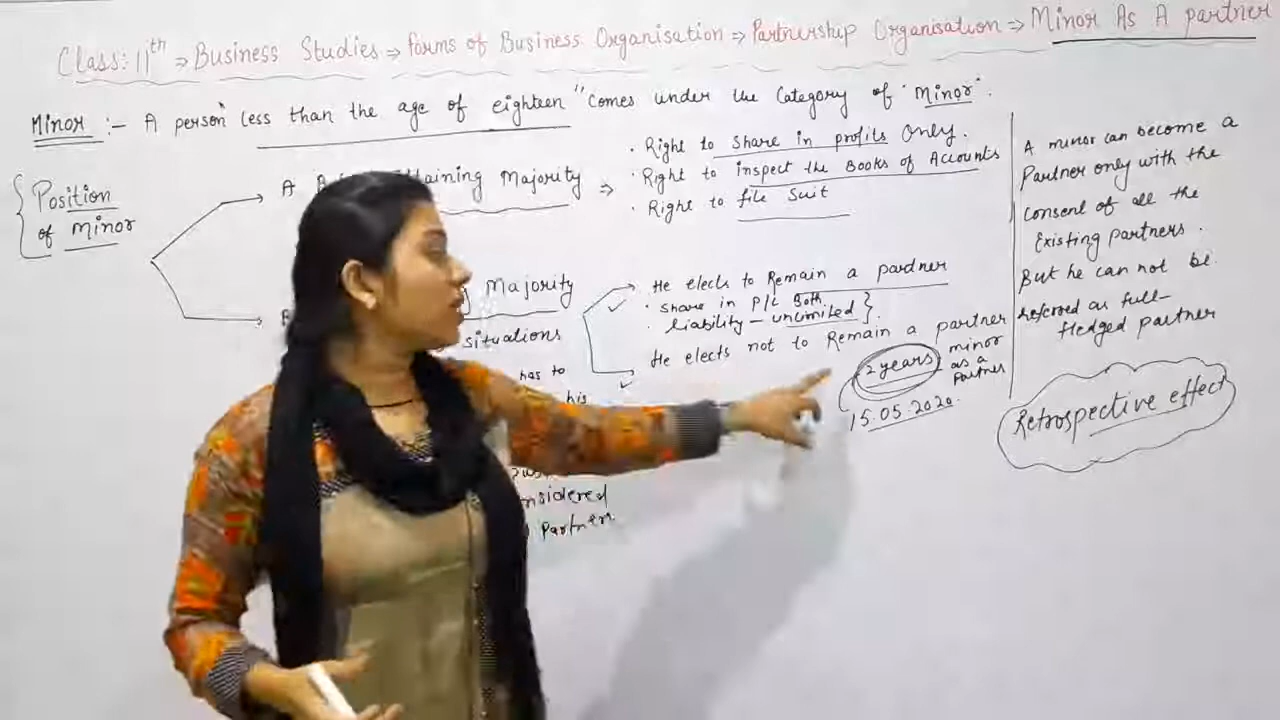 Class: 11th ⇒ Business Studies ⇒ Forms of Business Organisation ⇒ Partnership Organisation ⇒ Minor As A partner
Minor :- A person "less than the age of eighteen" comes under the Category of "Minor".
Position of Minor
A
Majority ⇒
• Right to share in profits Only.
• Right to inspect the Books of Accounts
• Right to file Suit
Majority
situations
has to
his
nsidered
Partner.
He elects to Remain a partner
• share in P/L Both
• liability - unlimited }.
He elects not to Remain a partner
2 years
minor
as a
Partner
15.05.2020.
A minor can become a
Partner only with the
consent of all the
Existing partners.
But he can not be
referred as full-
fledged partner
Retrospective effect